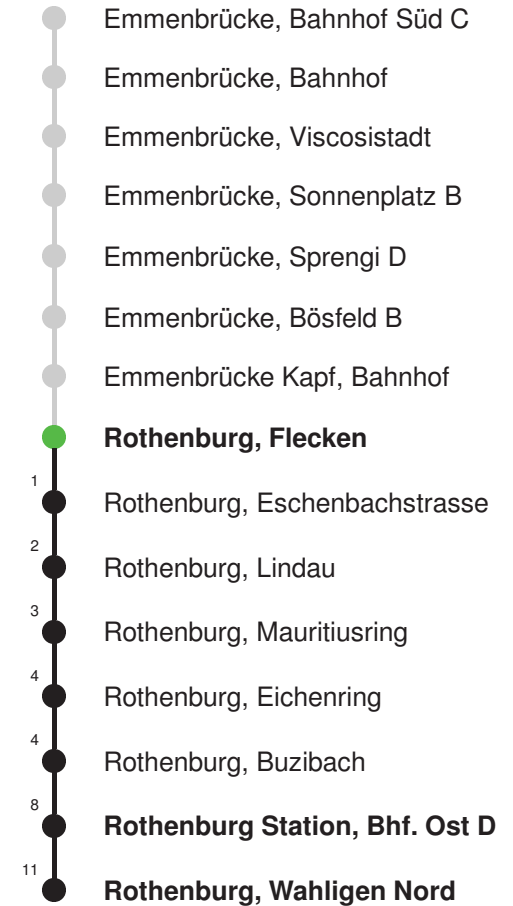 Emmenbrücke, Bahnhof Süd C
Emmenbrücke, Bahnhof
Emmenbrücke, Viscosistadt
Emmenbrücke, Sonnenplatz B
Emmenbrücke, Sprengi D
Emmenbrücke, Bösfeld B
Emmenbrücke Kapf, Bahnhof
Rothenburg, Flecken
1 Rothenburg, Eschenbachstrasse
2 Rothenburg, Lindau
3 Rothenburg, Mauritiusring
4 Rothenburg, Eichenring
4 Rothenburg, Buzibach
8 Rothenburg Station, Bhf. Ost D
11 Rothenburg, Wahligen Nord